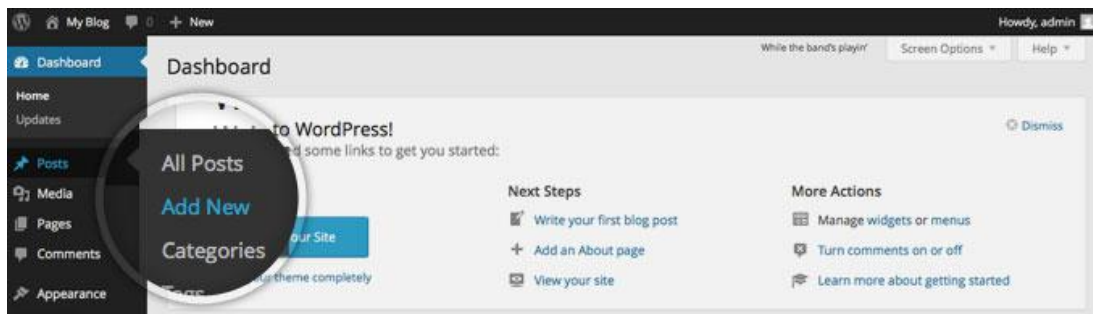 My Blog 0 + New Howdy, admin
Dashboard
Home
Updates
Posts
Media
Pages
Comments
Appearance
While the band's playin' Screen Options Help
Dashboard
to WordPress!
some links to get you started:
Dismiss
All Posts
Add New
Categories
Tags
our Site
theme completely
Next Steps
Write your first blog post
+ Add an About page
View your site
More Actions
Manage widgets or menus
Turn comments on or off
Learn more about getting started